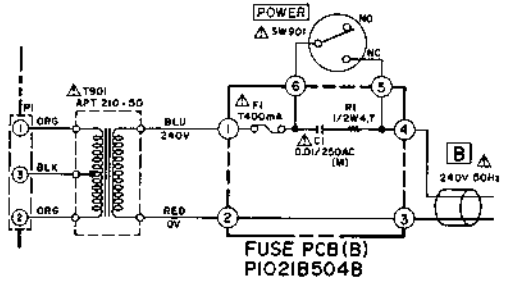 POWER
NO
SW901
NC
6
5
T901
APT 210-50
F1
T400mA
R1
1/2W4.7
P1
1
ORG
BLU
240V
1
4
C1
0.01/250AC
(M)
B
3
BLK
240V 50Hz
2
ORG
RED
0V
2
3
FUSE PCB(B)
P1021B504B